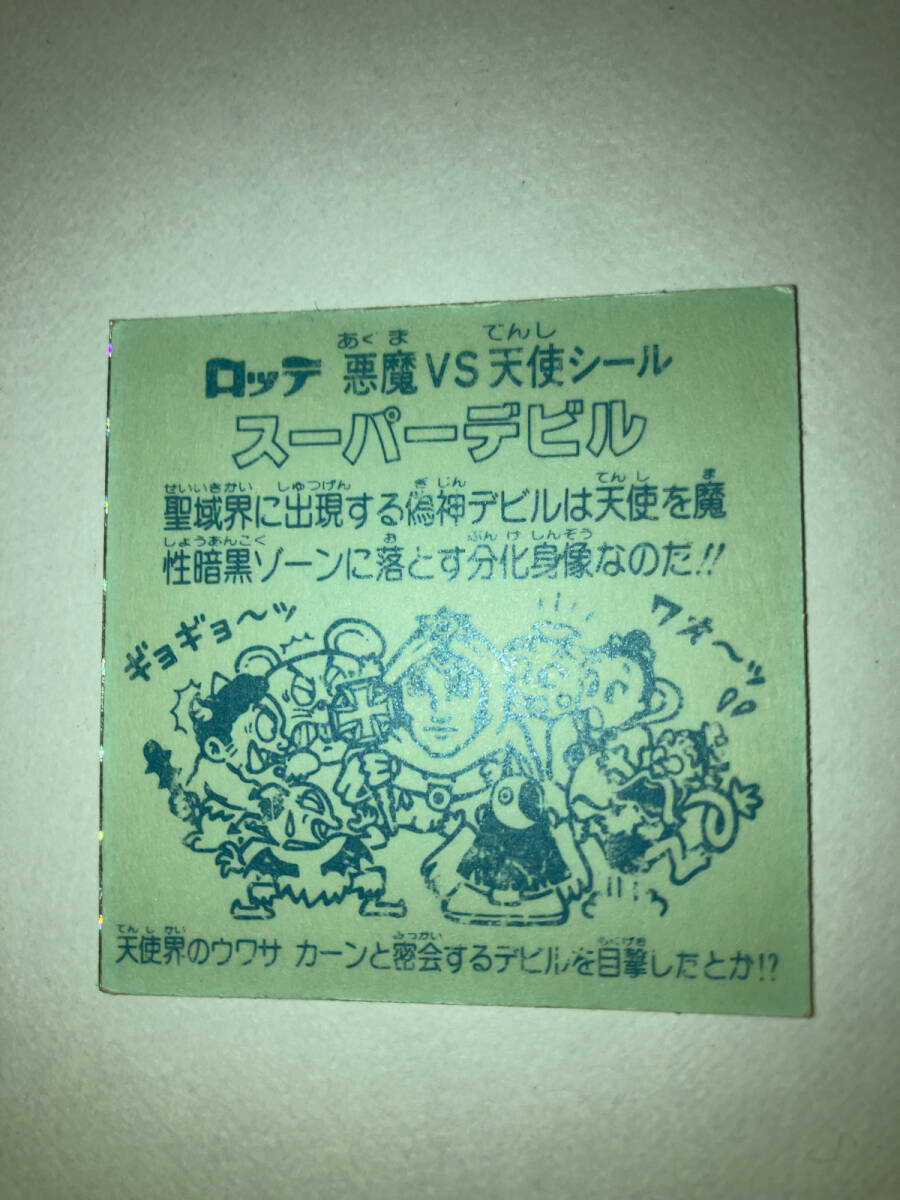 ロッテ 悪魔VS天使シール
スーパーデビル
聖域界に出現する偽神デビルは天使を魔
性暗黒ゾーンに落とす分化身像なのだ!!
ギョギョ〜ッ
ワォ〜ッ
天使界のウワサ カーンと密会するデビルを目撃したとか!?